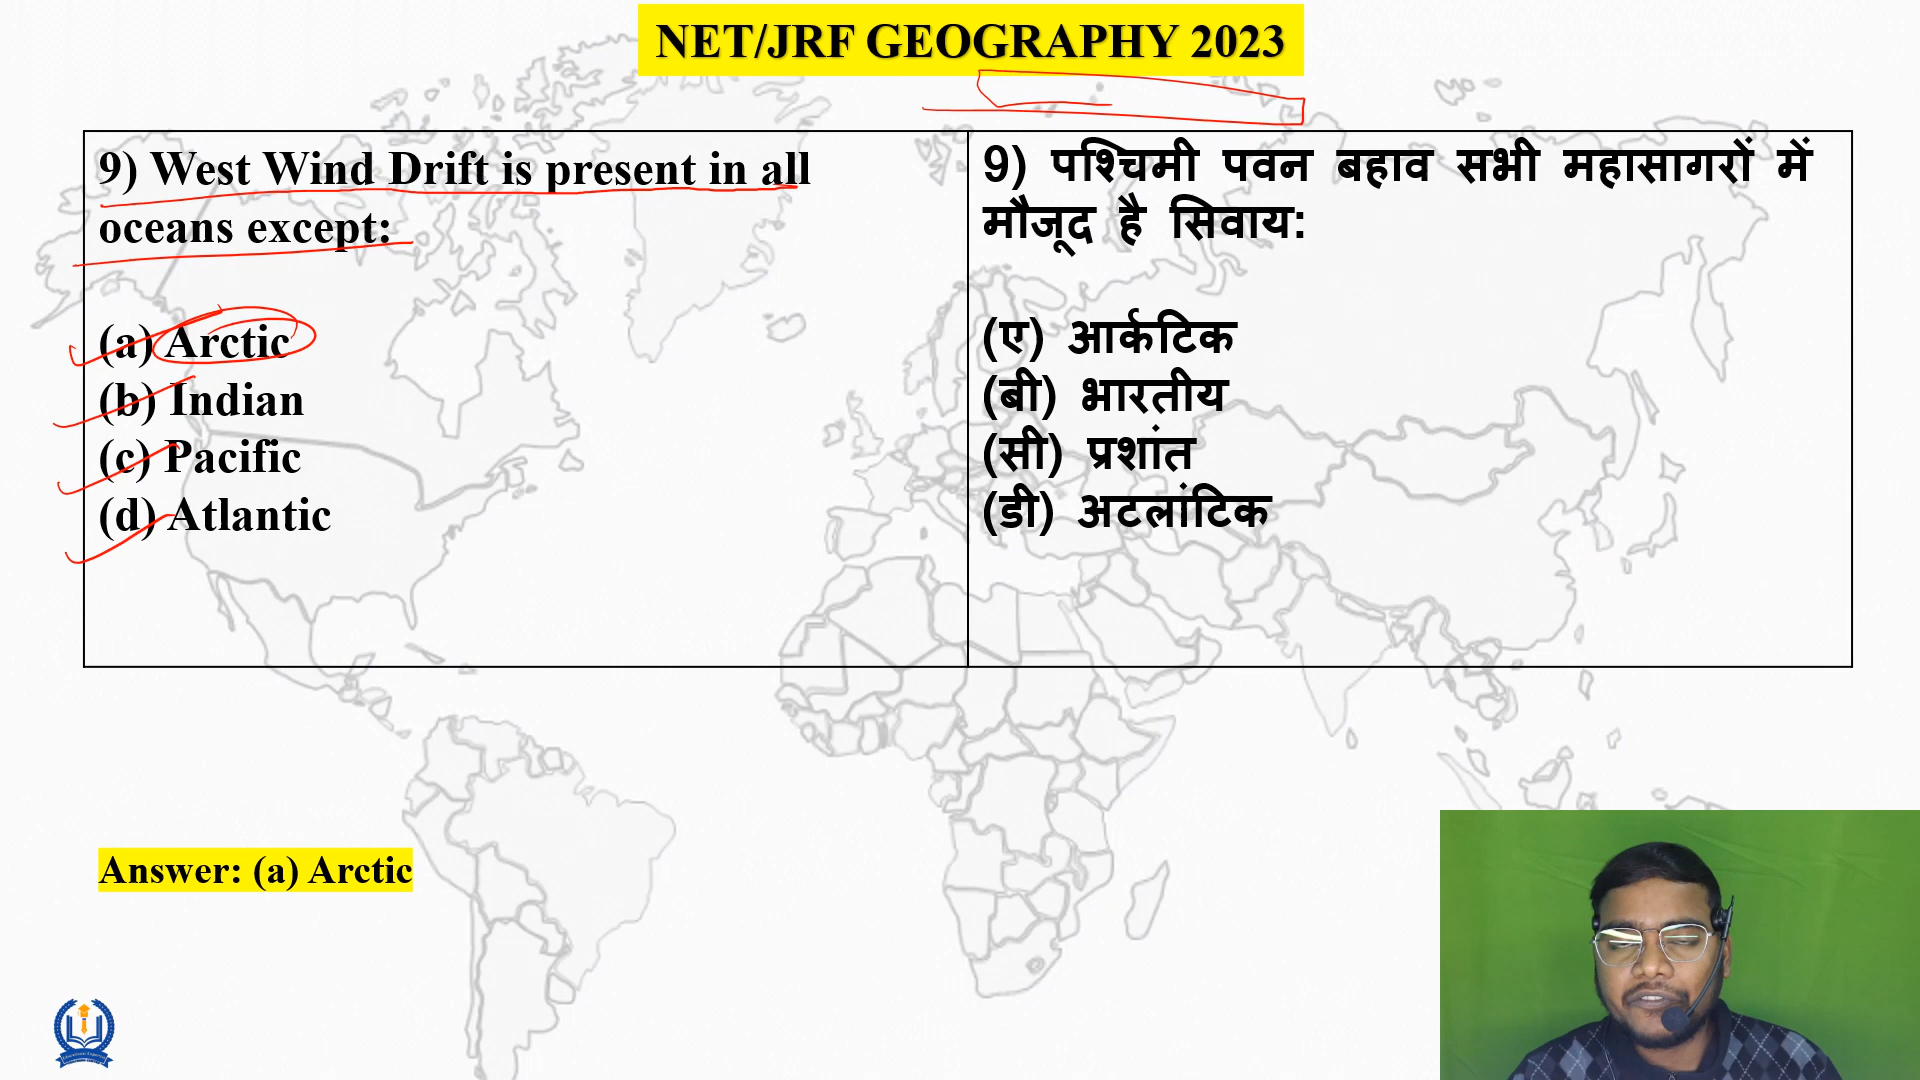 NET/JRF GEOGRAPHY 2023
9) West Wind Drift is present in all
oceans except:
(a) Arctic
(b) Indian
(c) Pacific
(d) Atlantic
9) पश्चिमी पवन बहाव सभी महासागरों में
मौजूद है सिवाय:
(ए) आर्कटिक
(बी) भारतीय
(सी) प्रशांत
(डी) अटलांटिक
Answer: (a) Arctic